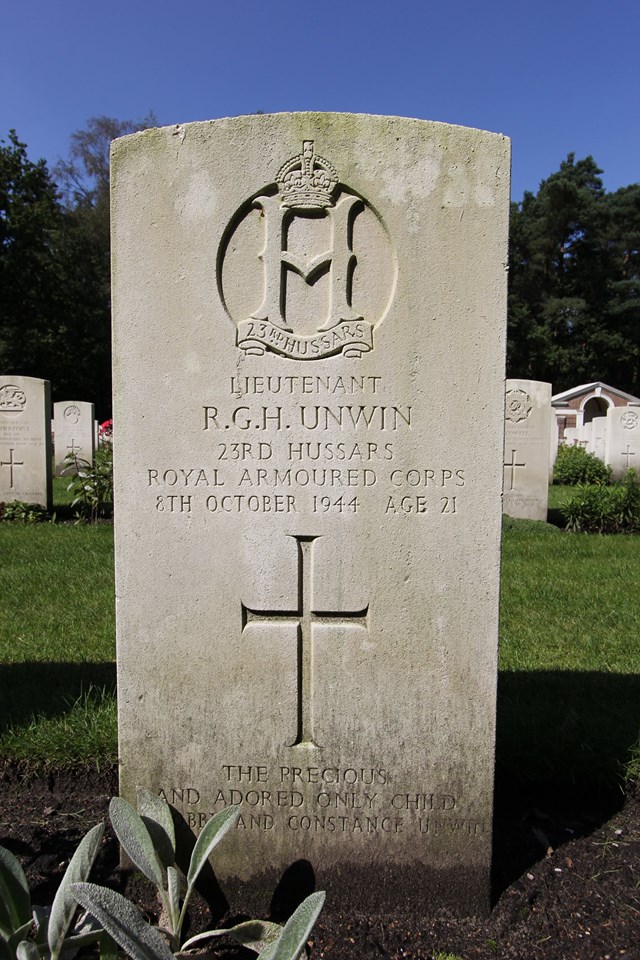 23RD HUSSARS
LIEUTENANT
R.G.H. UNWIN
23RD HUSSARS
ROYAL ARMOURED CORPS
8TH OCTOBER 1944 AGE 21
THE PRECIOUS
AND ADORED ONLY CHILD
AND CONSTANCE UNWIN